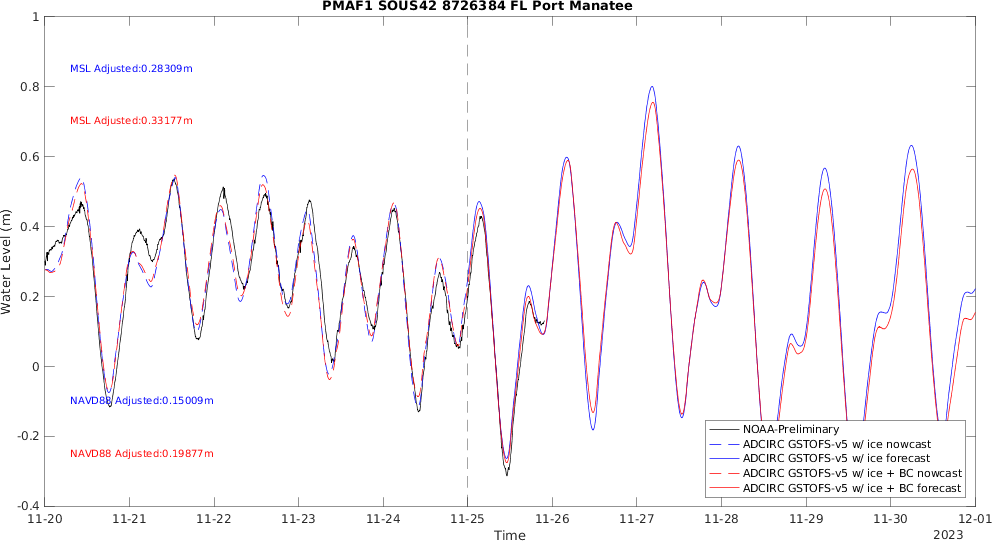 PMAF1 SOUS42 8726384 FL Port Manatee
1
0.8
0.6
0.4
0.2
0
-0.2
-0.4
Water Level (m)
MSL Adjusted:0.28309m
MSL Adjusted:0.33177m
NAVD88 Adjusted:0.15009m
NAVD88 Adjusted:0.19877m
NOAA-Preliminary
ADCIRC GSTOFS-v5 w/ ice nowcast
ADCIRC GSTOFS-v5 w/ ice forecast
ADCIRC GSTOFS-v5 w/ ice + BC nowcast
ADCIRC GSTOFS-v5 w/ ice + BC forecast
11-20 11-21 11-22 11-23 11-24 11-25 11-26 11-27 11-28 11-29 11-30 12-01
Time
2023